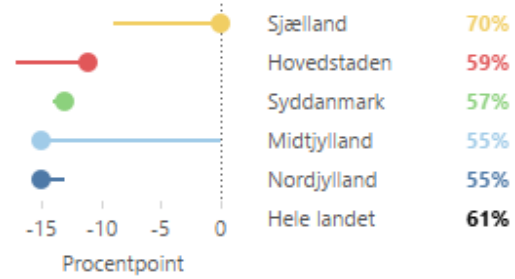 Sjælland 70%
Hovedstaden 59%
Syddanmark 57%
Midtjylland 55%
Nordjylland 55%
Hele landet 61%
-15 -10 -5 0
Procentpoint